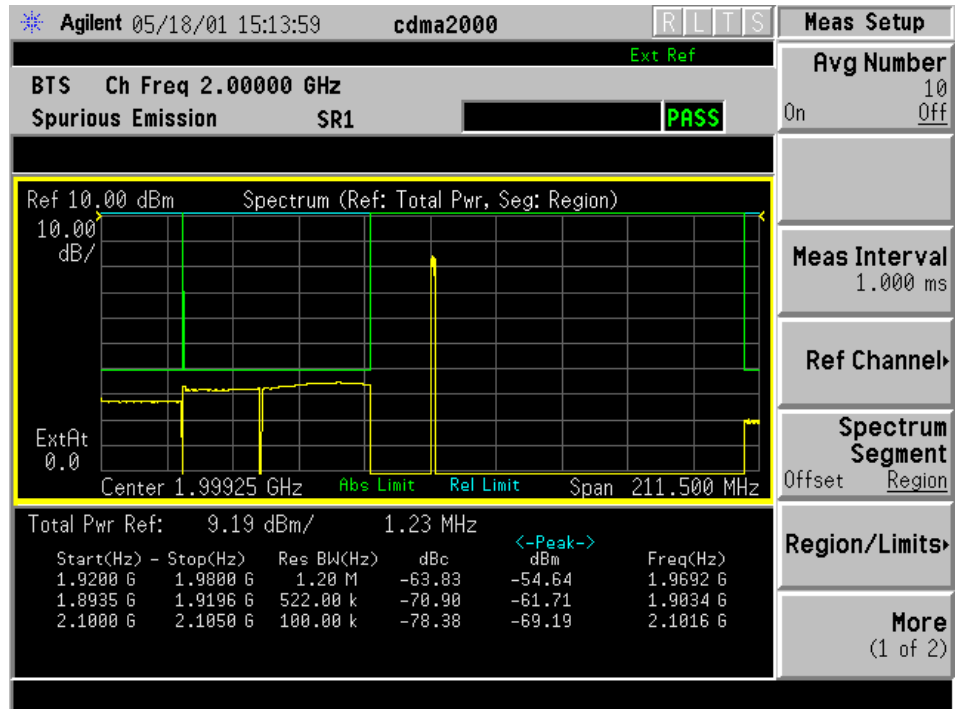 Agilent 05/18/01 15:13:59 cdma2000 R L T S
Meas Setup
Ext Ref
BTS Ch Freq 2.00000 GHz
Spurious Emission SR1 PASS
Avg Number
10
On Off
Ref 10.00 dBm Spectrum (Ref: Total Pwr, Seg: Region)
10.00
dB/
ExtAt
0.0
Center 1.99925 GHz Abs Limit Rel Limit Span 211.500 MHz
Meas Interval
1.000 ms
Ref Channel
Spectrum
Segment
Offset Region
Region/Limits
More
(1 of 2)
Total Pwr Ref: 9.19 dBm/ 1.23 MHz
<-Peak->
Start(Hz) - Stop(Hz) Res BW(Hz) dBc dBm Freq(Hz)
1.9200 G 1.9800 G 1.20 M -63.83 -54.64 1.9692 G
1.8935 G 1.9196 G 522.00 k -70.90 -61.71 1.9034 G
2.1000 G 2.1050 G 100.00 k -78.38 -69.19 2.1016 G